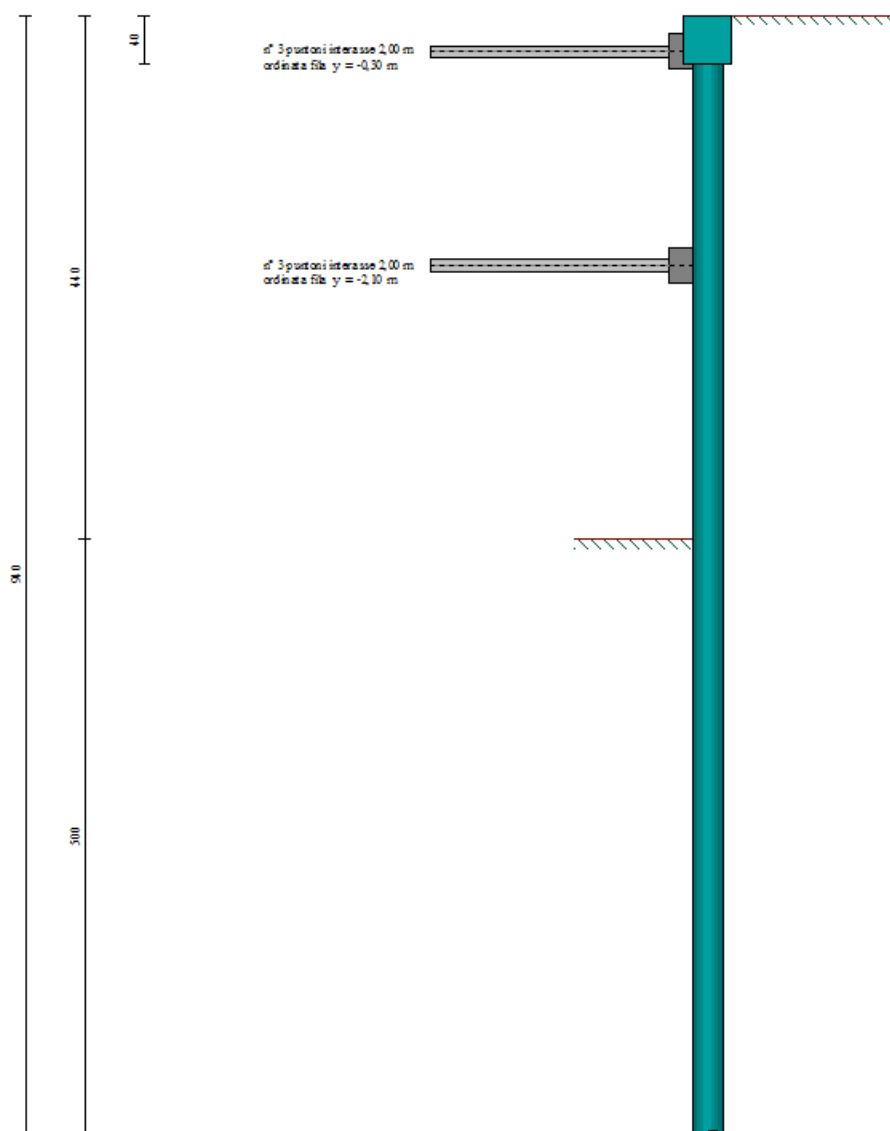 40
n° 3 puntoni interasse 2,00 m
ordinata fila y = -0,30 m
n° 3 puntoni interasse 2,00 m
ordinata fila y = -2,10 m
440
940
500